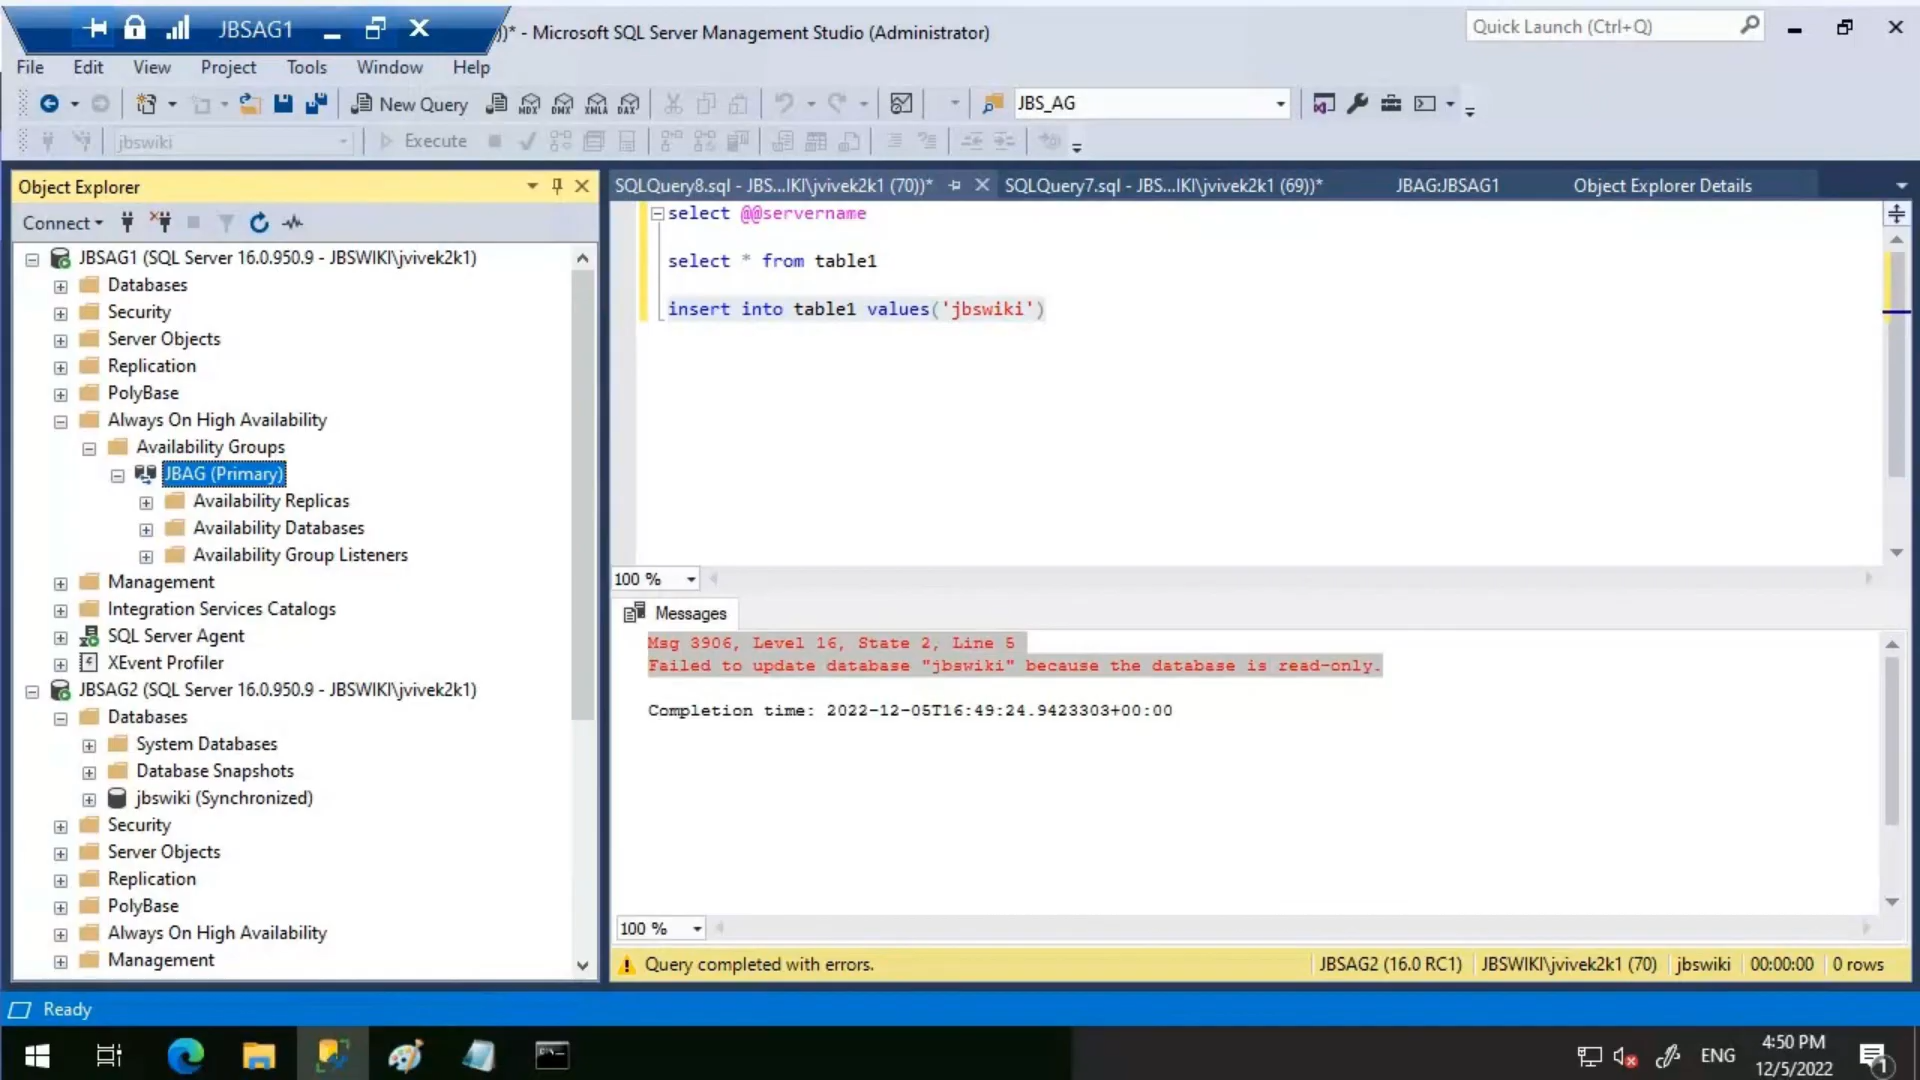 JBSAG1
))* - Microsoft SQL Server Management Studio (Administrator)
Quick Launch (Ctrl+Q)
File Edit View Project Tools Window Help
New Query
MDX DMX XMLA DAX
JBS_AG
jbswiki
Execute
Object Explorer
Connect
JBSAG1 (SQL Server 16.0.950.9 - JBSWIKI\jvivek2k1)
Databases
Security
Server Objects
Replication
PolyBase
Always On High Availability
Availability Groups
JBAG (Primary)
Availability Replicas
Availability Databases
Availability Group Listeners
Management
Integration Services Catalogs
SQL Server Agent
XEvent Profiler
JBSAG2 (SQL Server 16.0.950.9 - JBSWIKI\jvivek2k1)
Databases
System Databases
Database Snapshots
jbswiki (Synchronized)
Security
Server Objects
Replication
PolyBase
Always On High Availability
Management
SQLQuery8.sql - JBS...IKI\jvivek2k1 (70))* SQLQuery7.sql - JBS...IKI\jvivek2k1 (69))* JBAG:JBSAG1 Object Explorer Details
select @@servername
select * from table1
insert into table1 values('jbswiki')
100 %
Messages
Msg 3906, Level 16, State 2, Line 5
Failed to update database "jbswiki" because the database is read-only.
Completion time: 2022-12-05T16:49:24.9423303+00:00
100 %
Query completed with errors. JBSAG2 (16.0 RC1) JBSWIKI\jvivek2k1 (70) jbswiki 00:00:00 0 rows
Ready
ENG
4:50 PM
12/5/2022
1